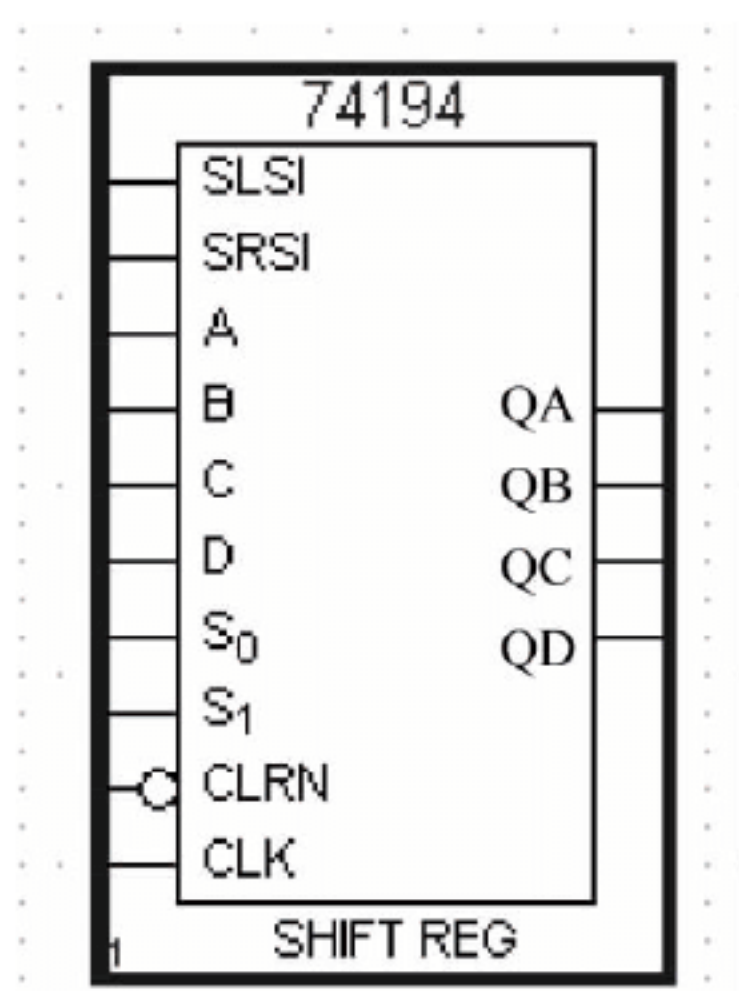 74194
SLSI
SRSI
A
B QA
C QB
D QC
S0 QD
S1
CLRN
CLK
1
SHIFT REG